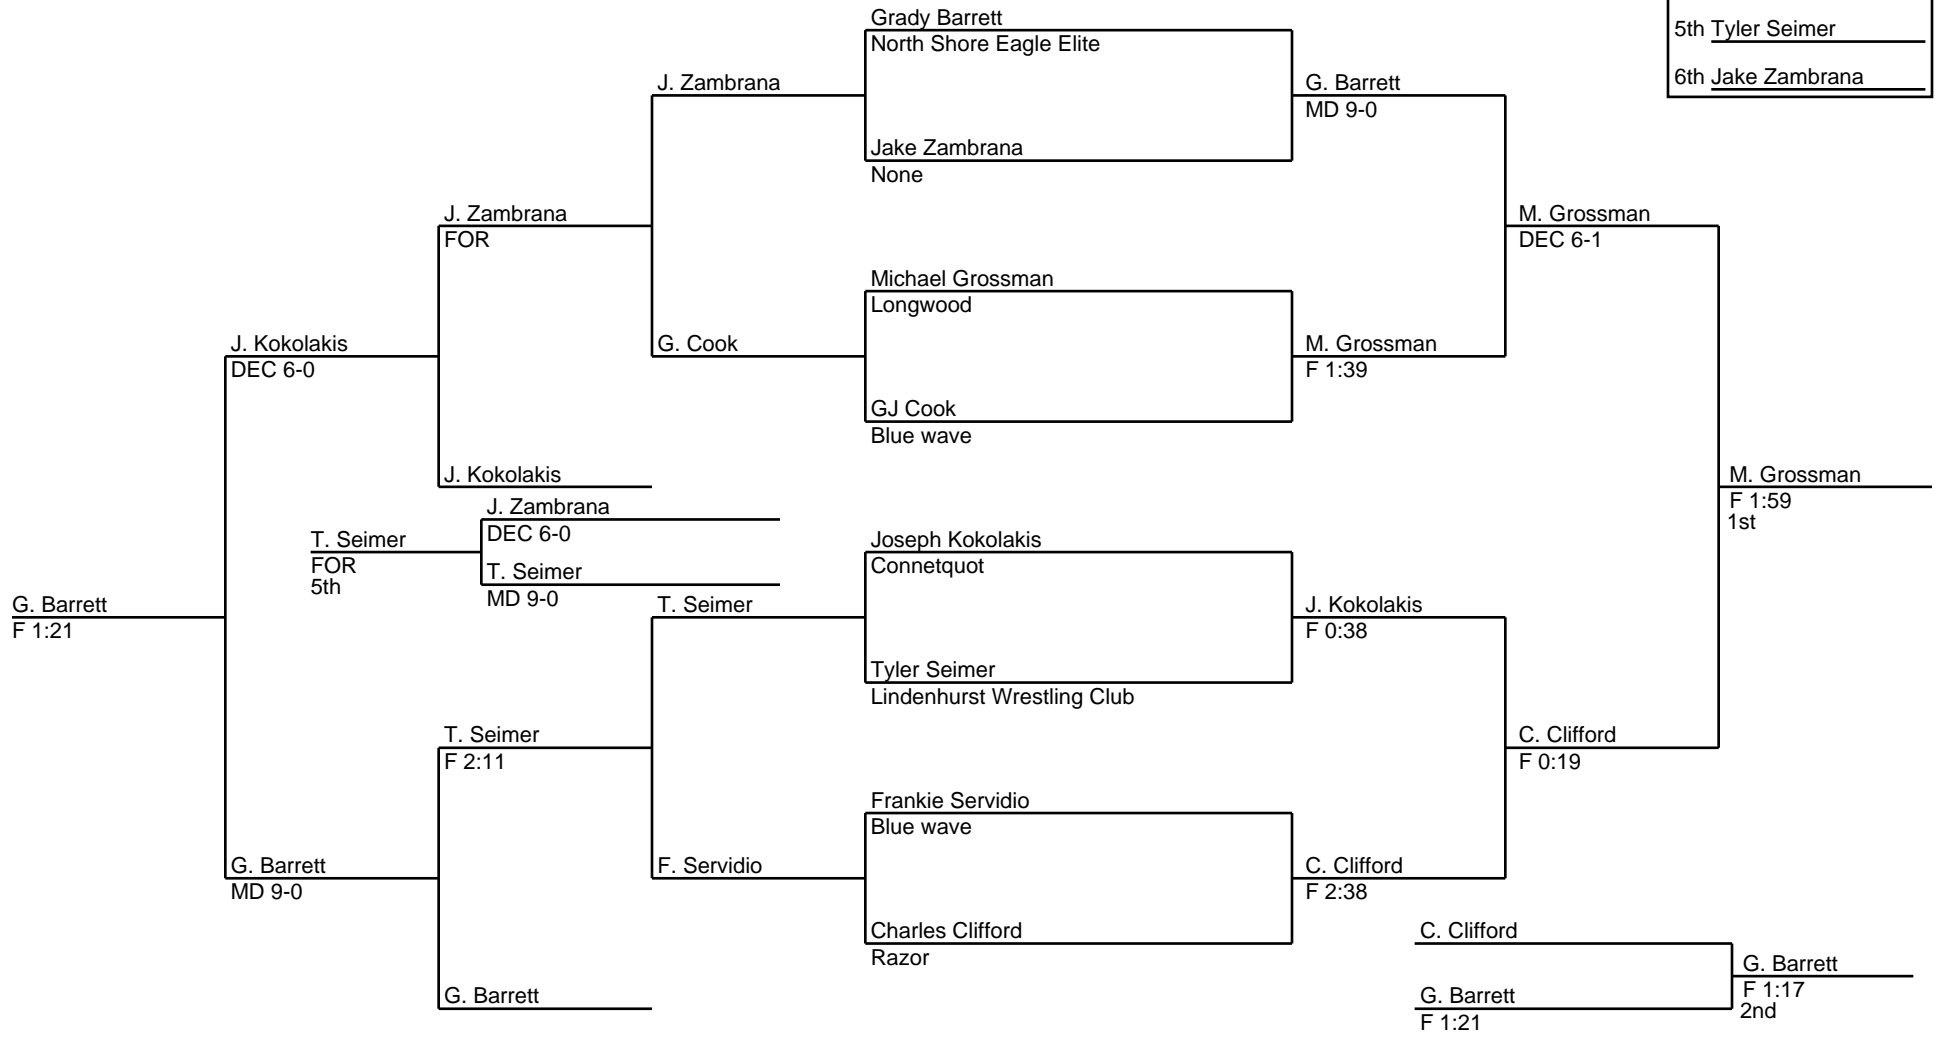 Grady Barrett
North Shore Eagle Elite
5th Tyler Seimer
6th Jake Zambrana
J. Zambrana
G. Barrett
MD 9-0
Jake Zambrana
None
J. Zambrana
FOR
M. Grossman
DEC 6-1
Michael Grossman
Longwood
J. Kokolakis
DEC 6-0
G. Cook
M. Grossman
F 1:39
GJ Cook
Blue wave
J. Kokolakis
M. Grossman
F 1:59
1st
J. Zambrana
DEC 6-0
T. Seimer
FOR
5th
T. Seimer
MD 9-0
Joseph Kokolakis
Connetquot
G. Barrett
F 1:21
T. Seimer
J. Kokolakis
F 0:38
Tyler Seimer
Lindenhurst Wrestling Club
T. Seimer
F 2:11
C. Clifford
F 0:19
Frankie Servidio
Blue wave
G. Barrett
MD 9-0
F. Servidio
C. Clifford
F 2:38
Charles Clifford
Razor
C. Clifford
G. Barrett
F 1:17
2nd
G. Barrett
G. Barrett
F 1:21